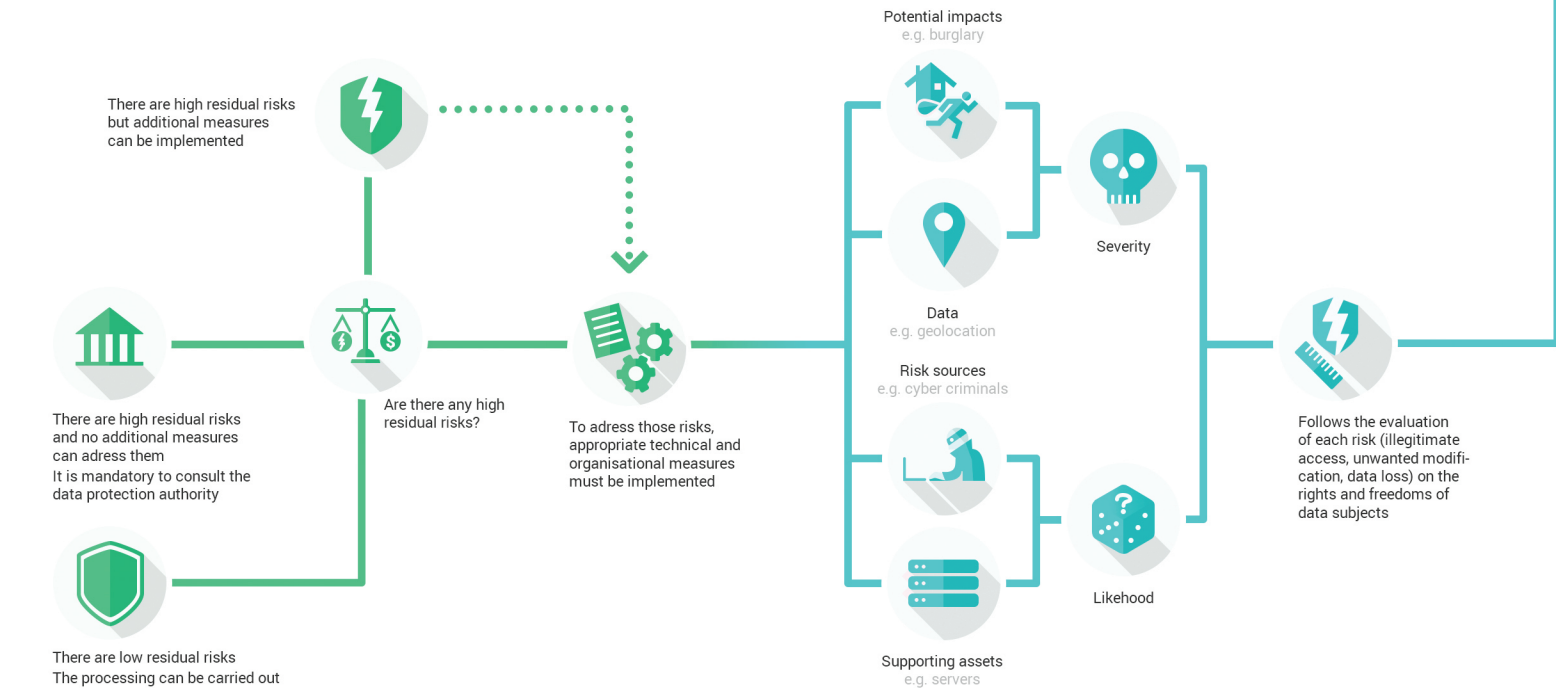 Potential impacts
e.g. burglary
There are high residual risks
but additional measures
can be implemented
Severity
Data
e.g. geolocation
Risk sources
e.g. cyber criminals
Are there any high
residual risks?
There are high residual risks
and no additional measures
can adress them
It is mandatory to consult the
data protection authority
To adress those risks,
appropriate technical and
organisational measures
must be implemented
Follows the evaluation
of each risk (illegitimate
access, unwanted modifi-
cation, data loss) on the
rights and freedoms of
data subjects
$
?
Likehood
There are low residual risks
The processing can be carried out
Supporting assets
e.g. servers